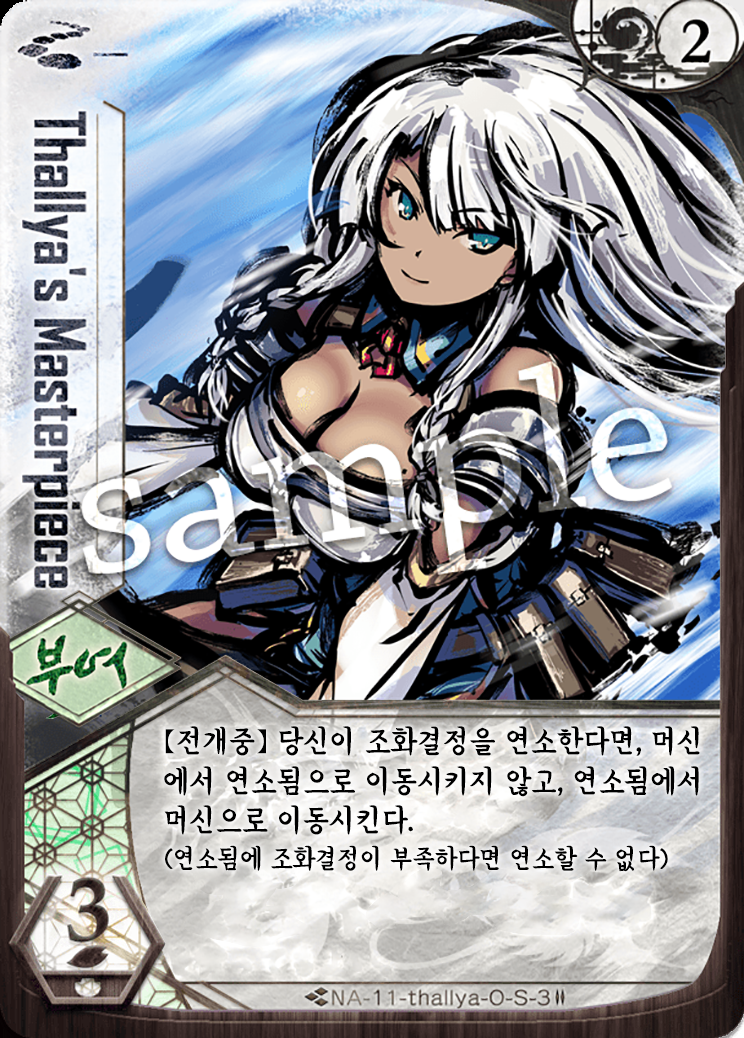 2
Thallya's Masterpiece
sample
부여
【전개중】 당신이 조화결정을 연소한다면, 머신
에서 연소됨으로 이동시키지 않고, 연소됨에서
머신으로 이동시킨다.
(연소됨에 조화결정이 부족하다면 연소할 수 없다)
3
NA-11-thallya-O-S-3 II